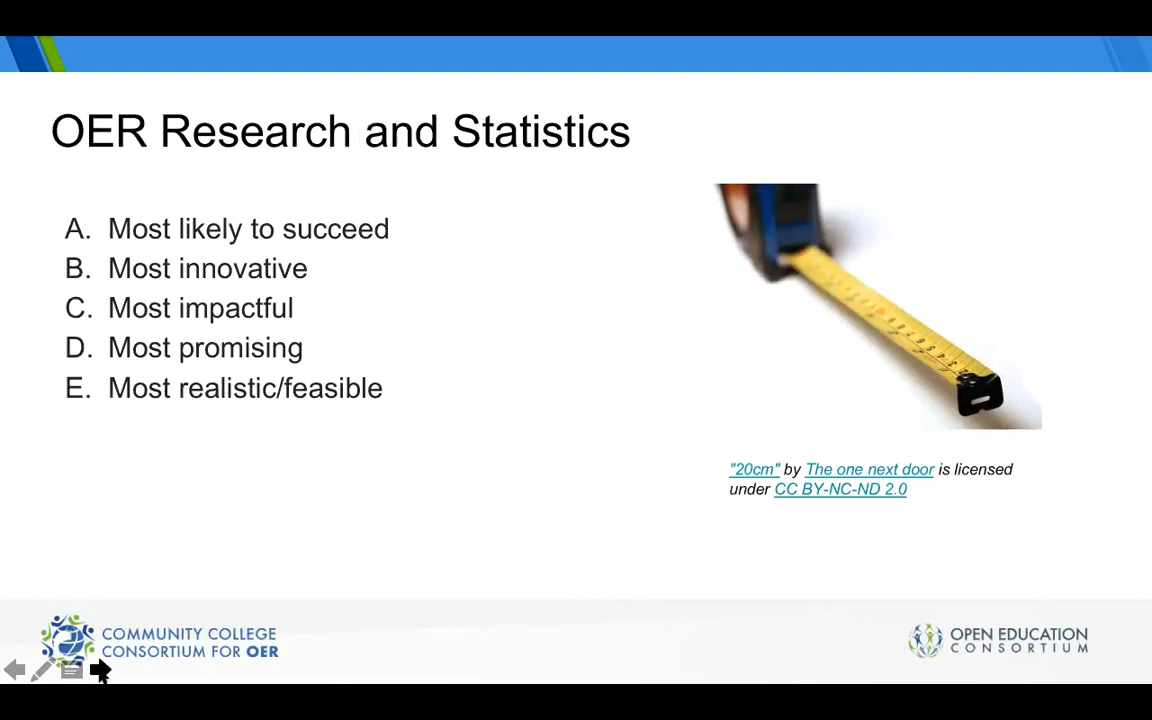 OER Research and Statistics
A. Most likely to succeed
B. Most innovative
C. Most impactful
D. Most promising
E. Most realistic/feasible
"20cm" by The one next door is licensed
under CC BY-NC-ND 2.0
COMMUNITY COLLEGE
CONSORTIUM FOR OER
OPEN EDUCATION
CONSORTIUM